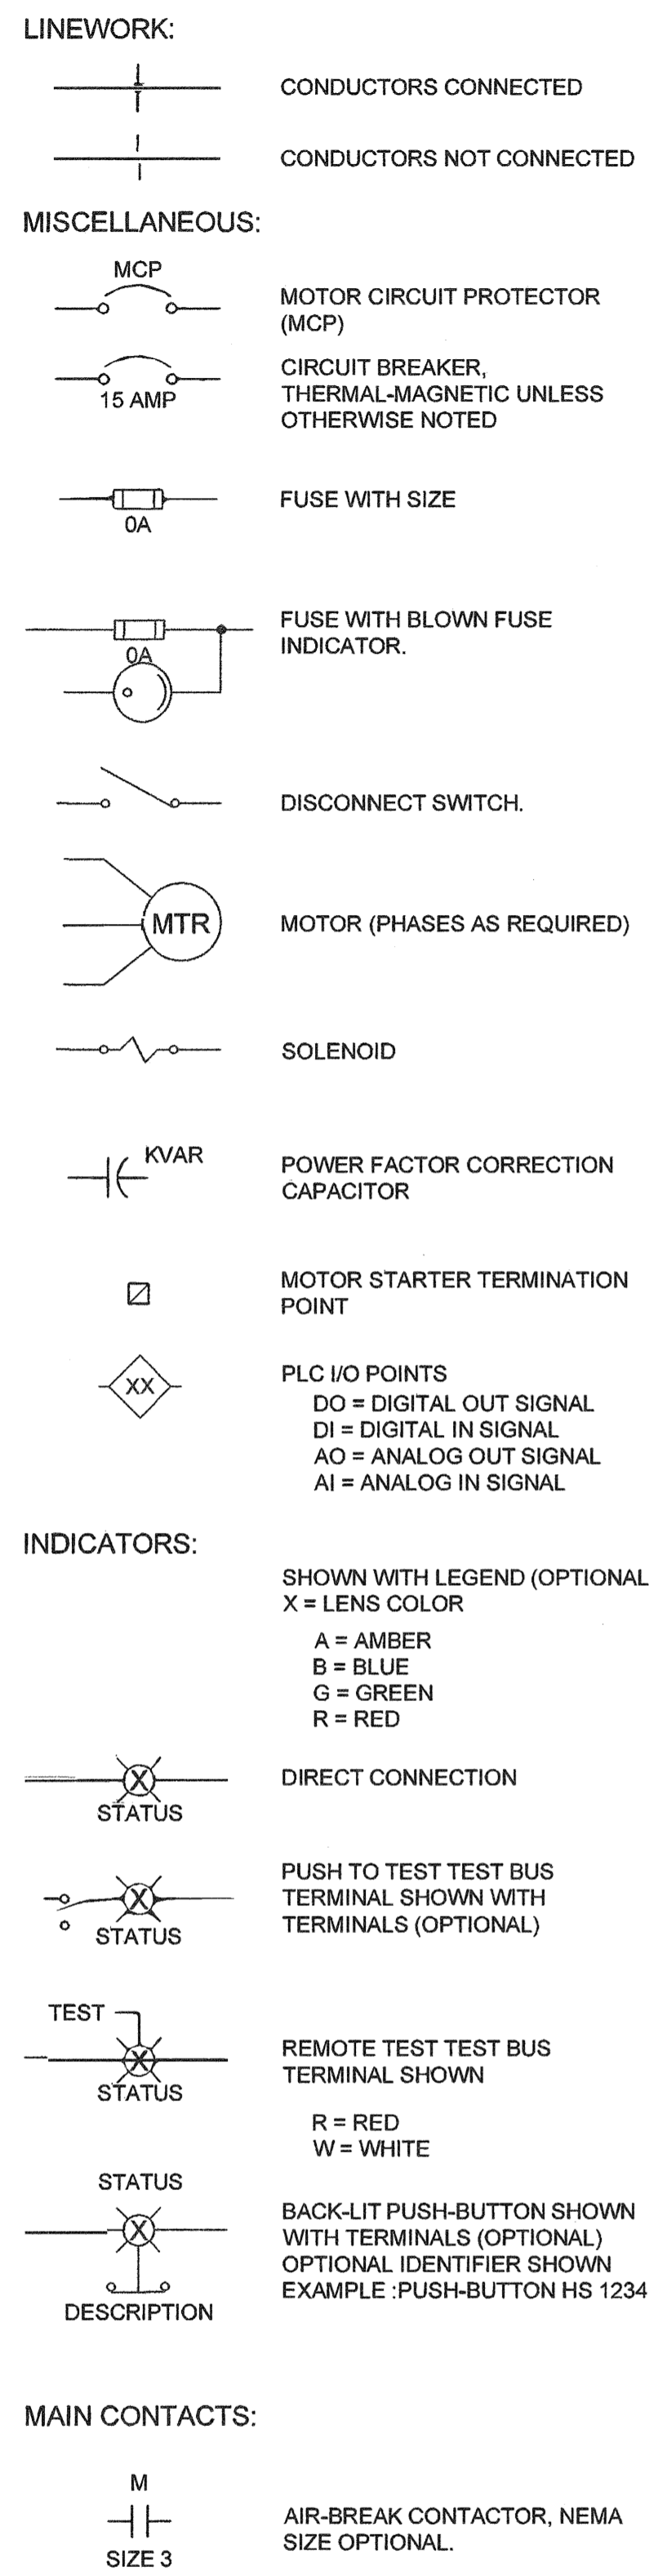 LINEWORK:
CONDUCTORS CONNECTED
CONDUCTORS NOT CONNECTED
MISCELLANEOUS:
MCP
MOTOR CIRCUIT PROTECTOR
(MCP)
15 AMP
CIRCUIT BREAKER,
THERMAL-MAGNETIC UNLESS
OTHERWISE NOTED
0A
FUSE WITH SIZE
0A
FUSE WITH BLOWN FUSE
INDICATOR.
DISCONNECT SWITCH.
MTR
MOTOR (PHASES AS REQUIRED)
SOLENOID
KVAR
POWER FACTOR CORRECTION
CAPACITOR
MOTOR STARTER TERMINATION
POINT
XX
PLC I/O POINTS
DO = DIGITAL OUT SIGNAL
DI = DIGITAL IN SIGNAL
AO = ANALOG OUT SIGNAL
AI = ANALOG IN SIGNAL
INDICATORS:
SHOWN WITH LEGEND (OPTIONAL
X = LENS COLOR
A = AMBER
B = BLUE
G = GREEN
R = RED
X
STATUS
DIRECT CONNECTION
X
STATUS
PUSH TO TEST TEST BUS
TERMINAL SHOWN WITH
TERMINALS (OPTIONAL)
TEST
X
STATUS
REMOTE TEST TEST BUS
TERMINAL SHOWN
R = RED
W = WHITE
STATUS
X
DESCRIPTION
BACK-LIT PUSH-BUTTON SHOWN
WITH TERMINALS (OPTIONAL)
OPTIONAL IDENTIFIER SHOWN
EXAMPLE :PUSH-BUTTON HS 1234
MAIN CONTACTS:
M
SIZE 3
AIR-BREAK CONTACTOR, NEMA
SIZE OPTIONAL.